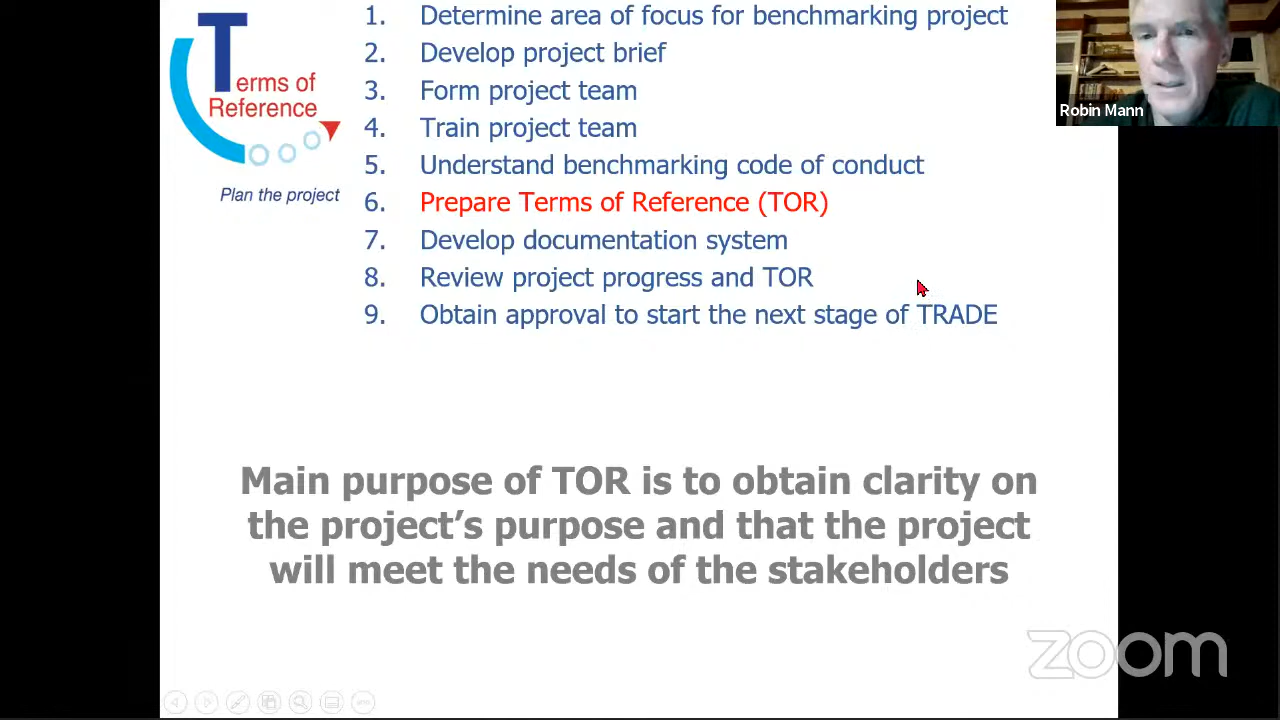 Terms of
Reference
Plan the project
1. Determine area of focus for benchmarking project
2. Develop project brief
3. Form project team
4. Train project team
5. Understand benchmarking code of conduct
6. Prepare Terms of Reference (TOR)
7. Develop documentation system
8. Review project progress and TOR
9. Obtain approval to start the next stage of TRADE
Robin Mann
Main purpose of TOR is to obtain clarity on
the project’s purpose and that the project
will meet the needs of the stakeholders
zoom